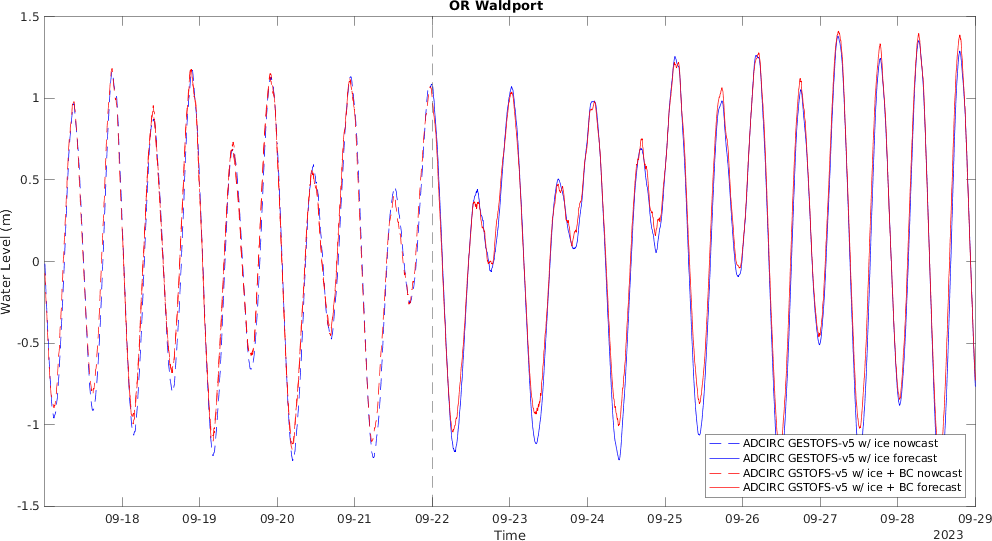 OR Waldport
1.5
1
0.5
0
-0.5
-1
-1.5
Water Level (m)
ADCIRC GESTOFS-v5 w/ ice nowcast
ADCIRC GESTOFS-v5 w/ ice forecast
ADCIRC GSTOFS-v5 w/ ice + BC nowcast
ADCIRC GSTOFS-v5 w/ ice + BC forecast
09-18 09-19 09-20 09-21 09-22 09-23 09-24 09-25 09-26 09-27 09-28 09-29
Time
2023